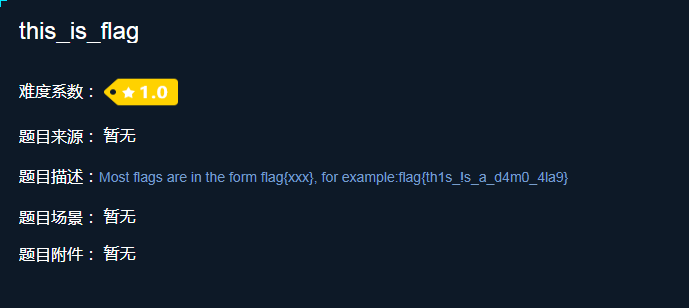 this_is_flag
难度系数： 1.0
题目来源： 暂无
题目描述：Most flags are in the form flag{xxx}, for example:flag{th1s_!s_a_d4m0_4la9}
题目场景： 暂无
题目附件： 暂无